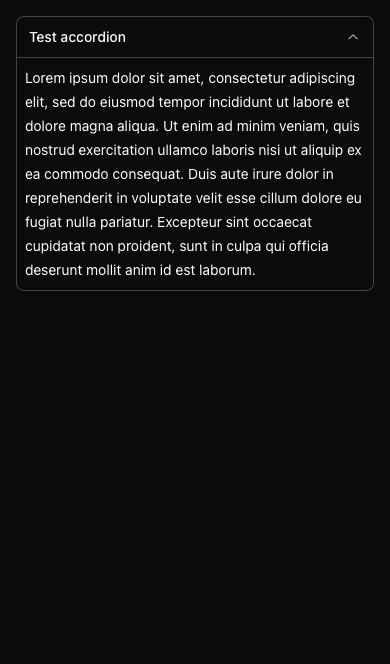 Test accordion
Lorem ipsum dolor sit amet, consectetur adipiscing
elit, sed do eiusmod tempor incididunt ut labore et
dolore magna aliqua. Ut enim ad minim veniam, quis
nostrud exercitation ullamco laboris nisi ut aliquip ex
ea commodo consequat. Duis aute irure dolor in
reprehenderit in voluptate velit esse cillum dolore eu
fugiat nulla pariatur. Excepteur sint occaecat
cupidatat non proident, sunt in culpa qui officia
deserunt mollit anim id est laborum.